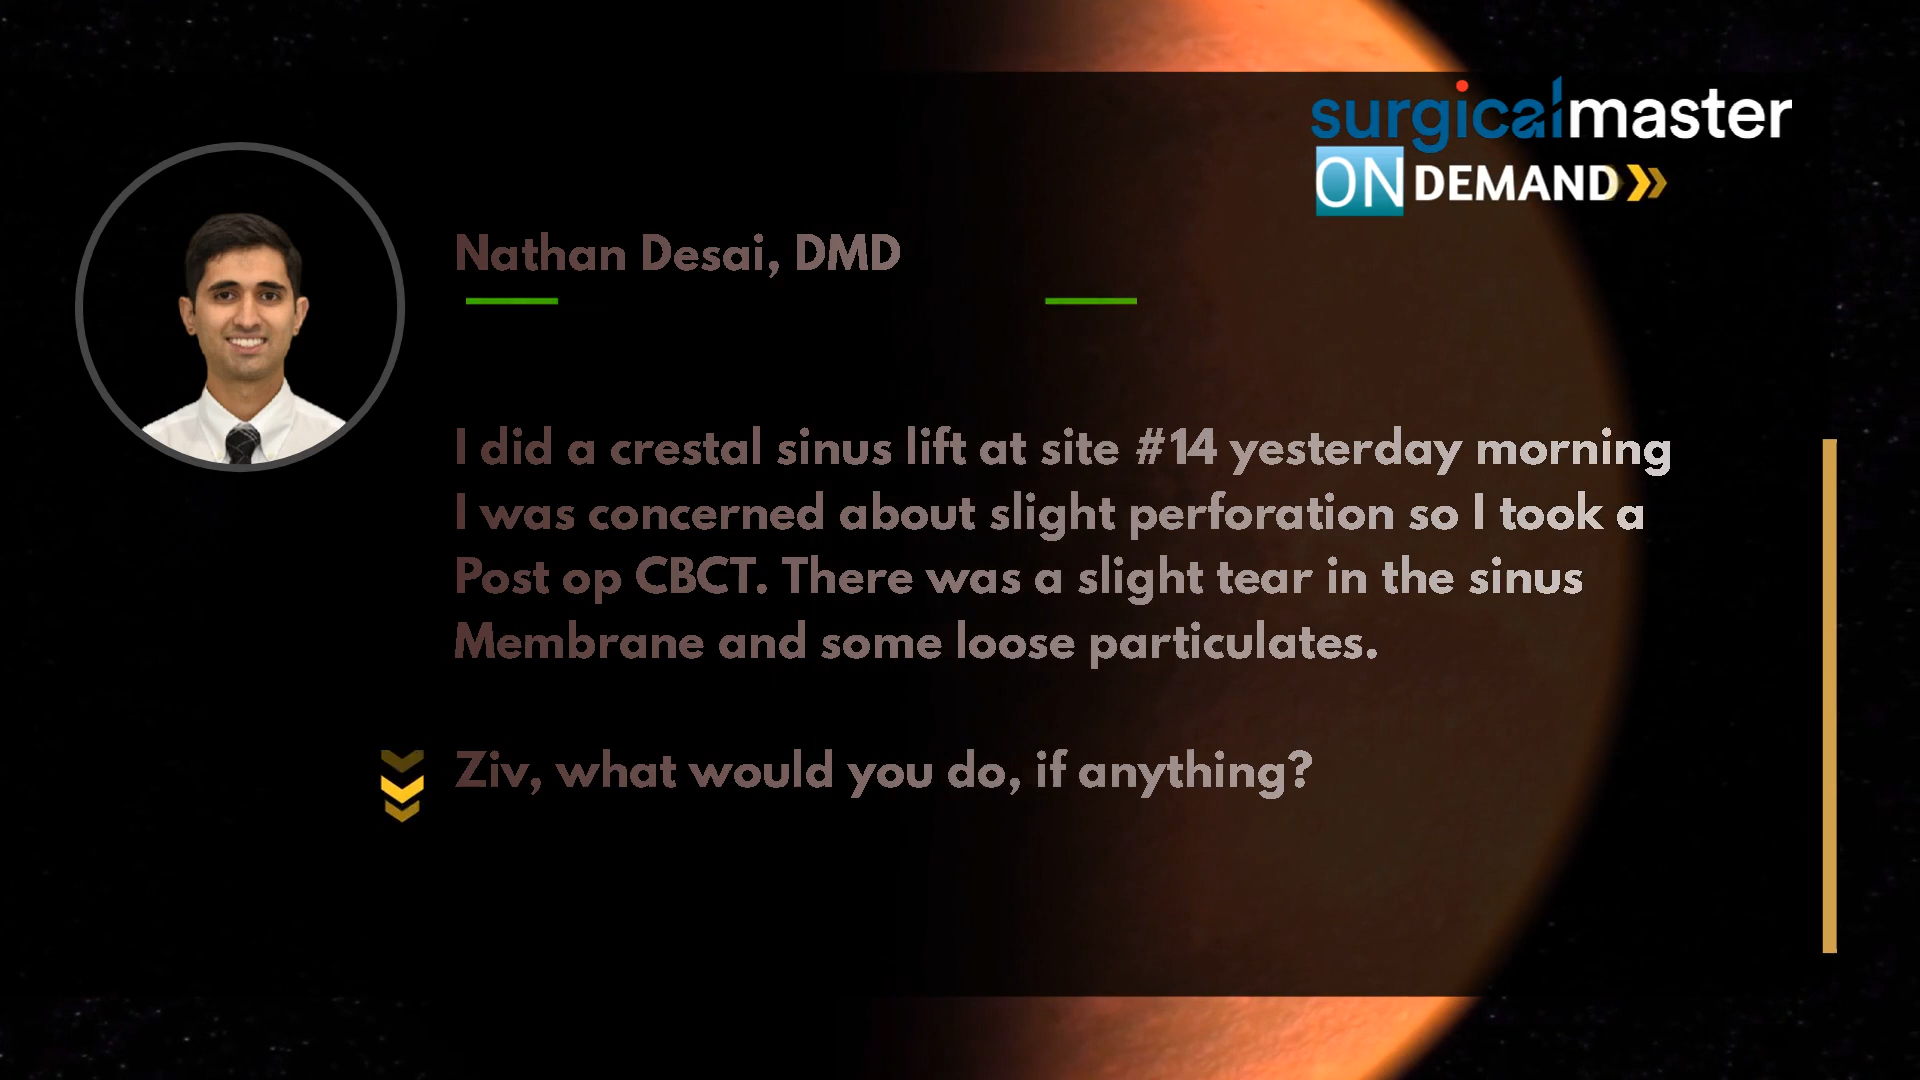 surgicalmaster
ON DEMAND
Nathan Desai, DMD
I did a crestal sinus lift at site #14 yesterday morning
I was concerned about slight perforation so I took a
Post op CBCT. There was a slight tear in the sinus
Membrane and some loose particulates.
Ziv, what would you do, if anything?